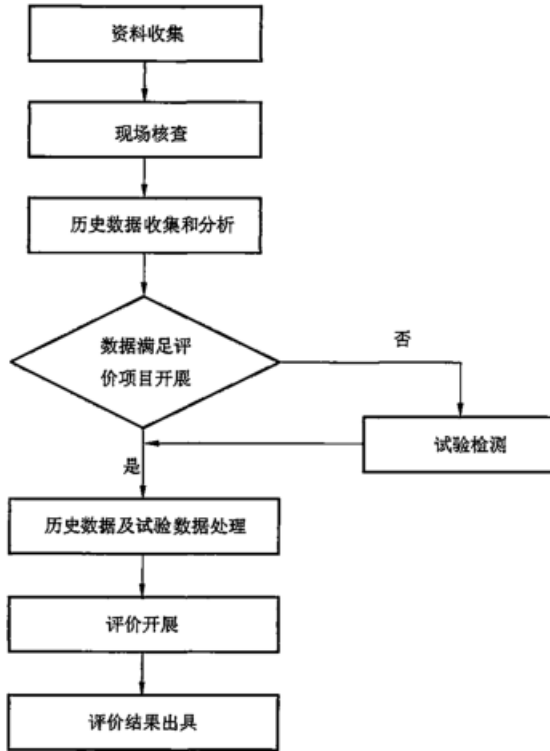 资料收集
现场核查
历史数据收集和分析
数据满足评
价项目开展
否
试验检测
是
历史数据及试验数据处理
评价开展
评价结果出具